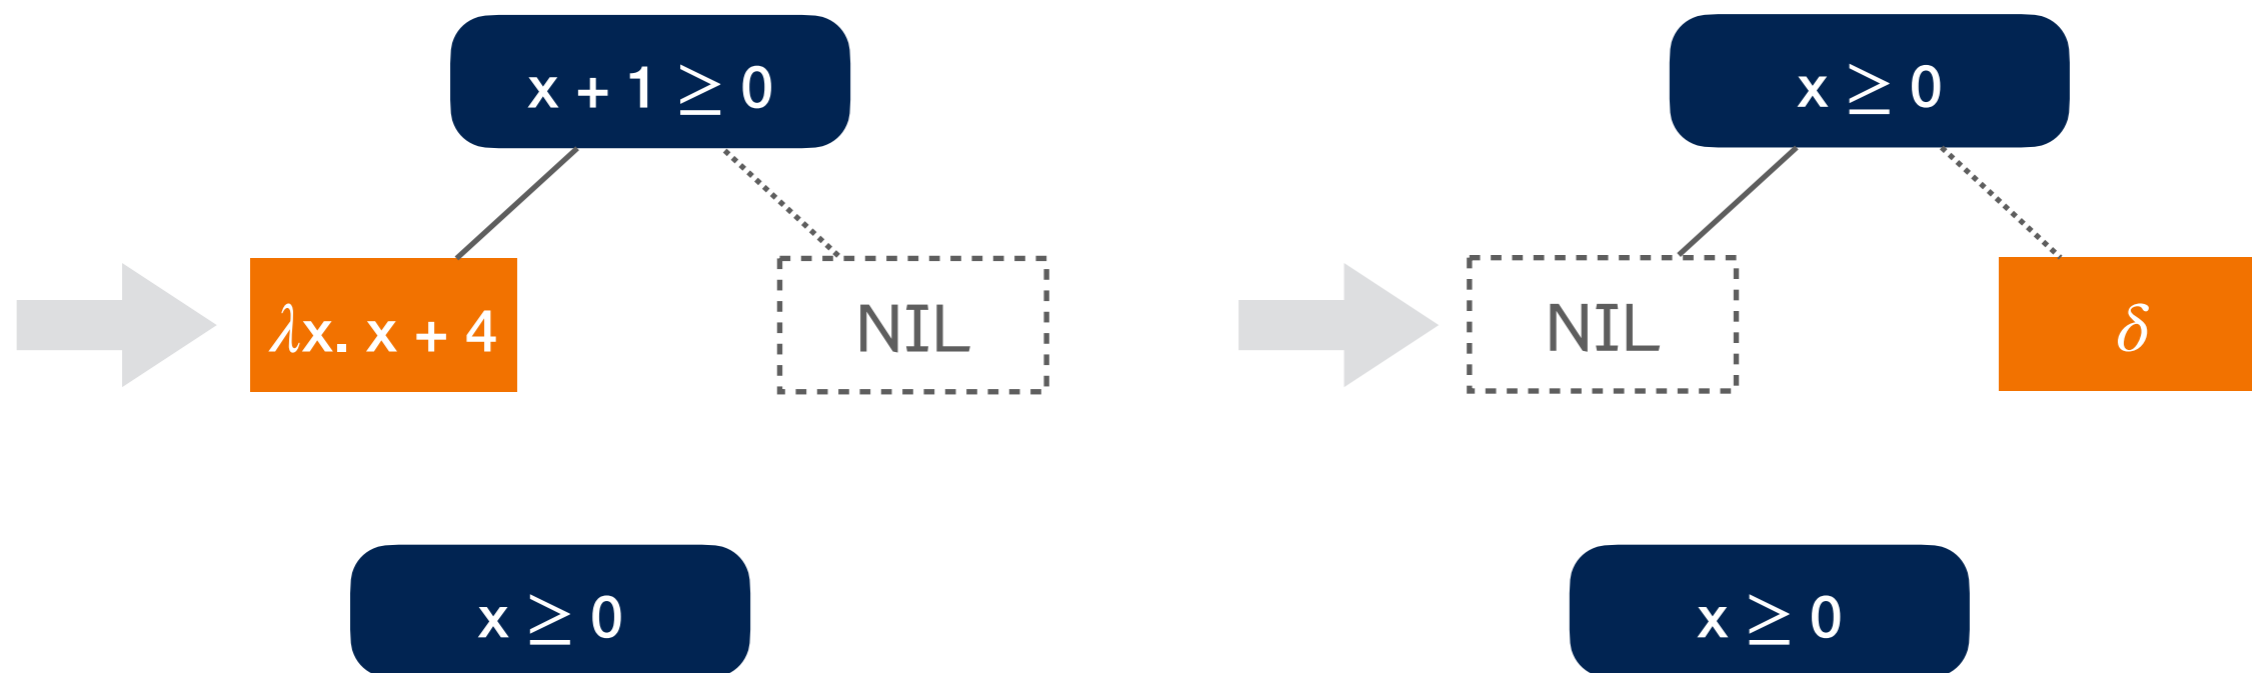 x + 1 ≥ 0
x ≥ 0
λx. x + 4
NIL
NIL
δ
x ≥ 0
x ≥ 0